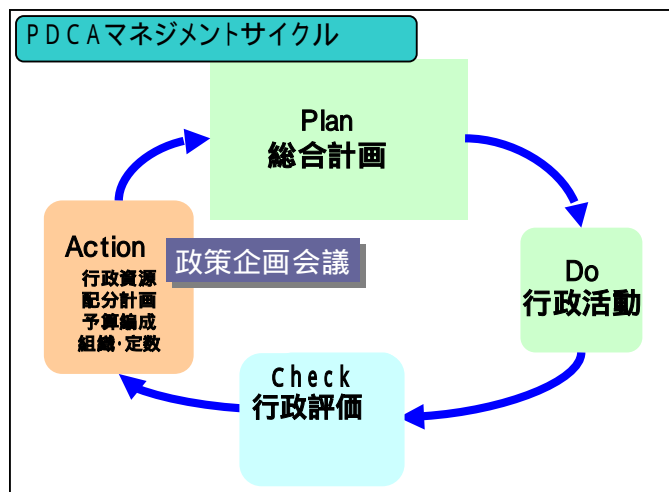 PDCAマネジメントサイクル
Plan
総合計画
Action
行政資源
配分計画
予算編成
組織・定数
政策企画会議
Do
行政活動
Check
行政評価